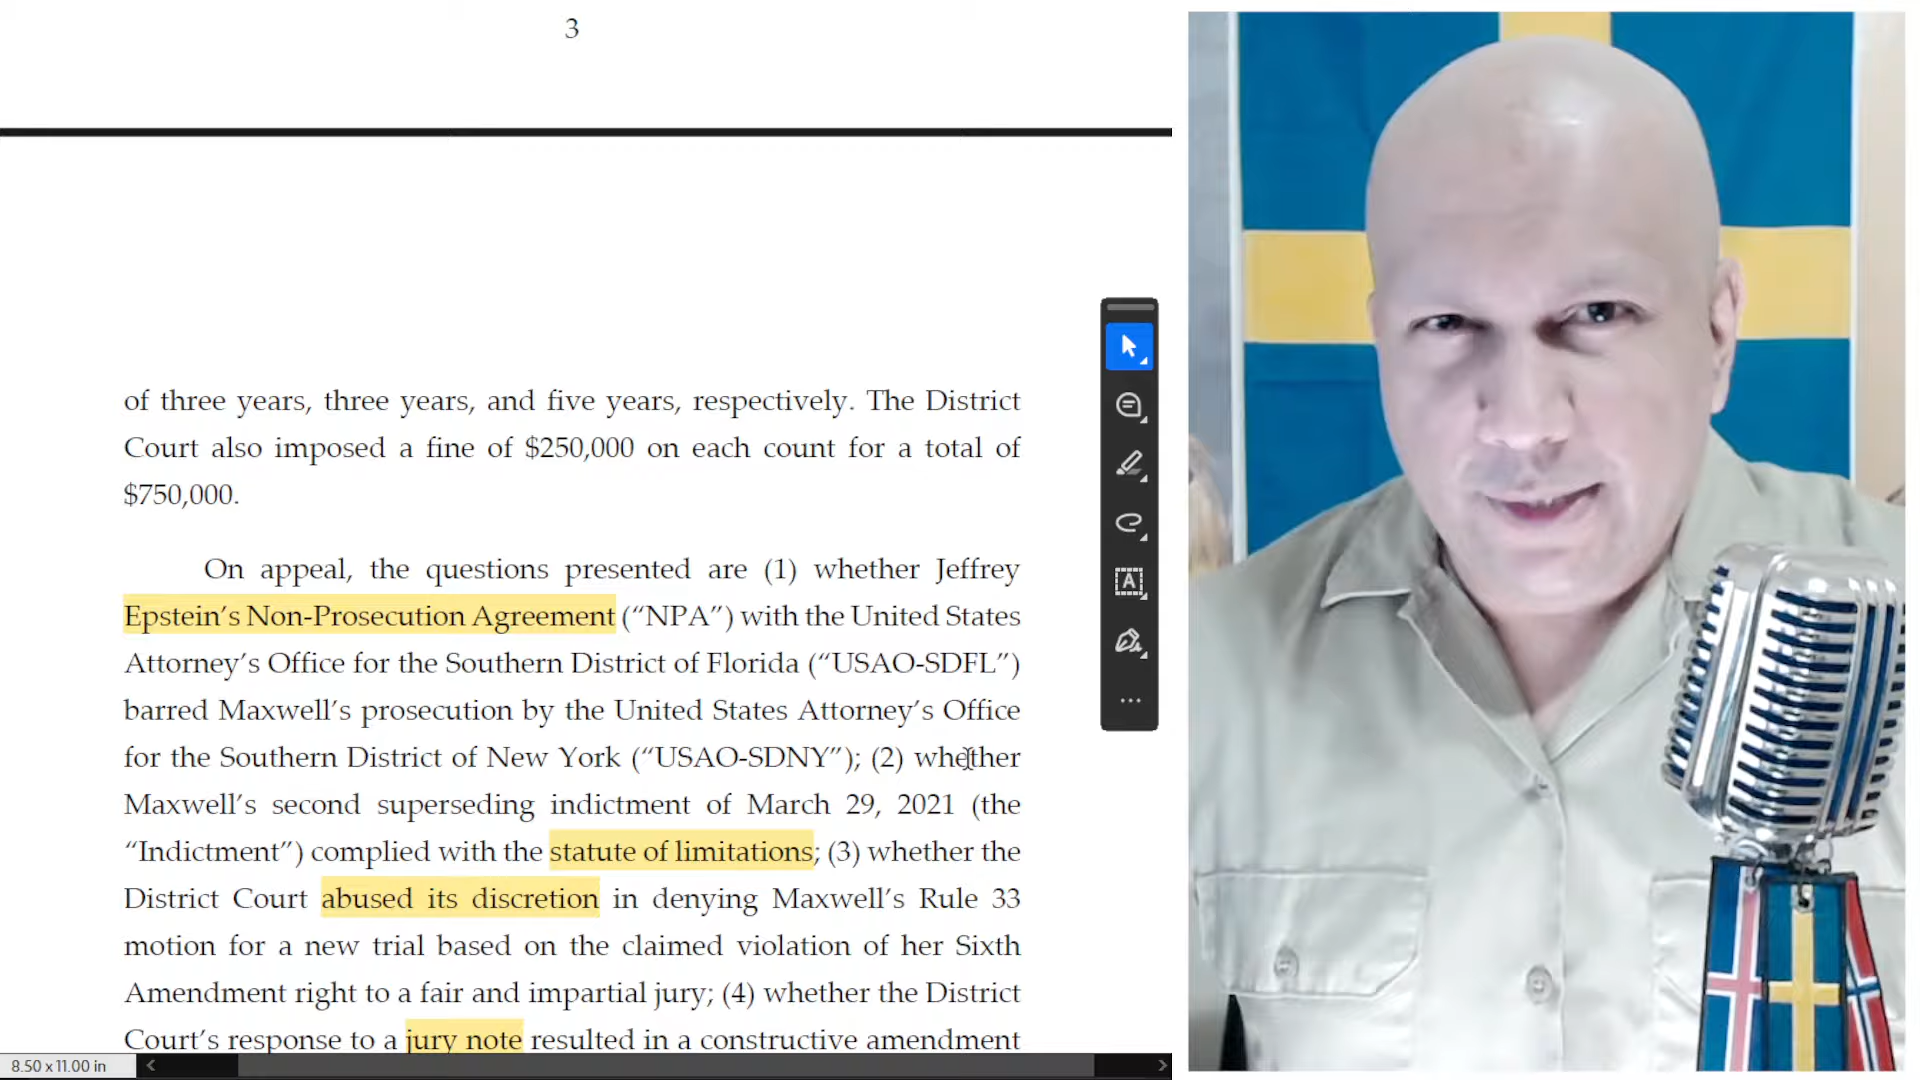 3
of three years, three years, and five years, respectively. The District
Court also imposed a fine of $250,000 on each count for a total of
$750,000.
On appeal, the questions presented are (1) whether Jeffrey
Epstein’s Non-Prosecution Agreement (“NPA”) with the United States
Attorney’s Office for the Southern District of Florida (“USAO-SDFL”)
barred Maxwell’s prosecution by the United States Attorney’s Office
for the Southern District of New York (“USAO-SDNY”); (2) whether
Maxwell’s second superseding indictment of March 29, 2021 (the
“Indictment”) complied with the statute of limitations; (3) whether the
District Court abused its discretion in denying Maxwell’s Rule 33
motion for a new trial based on the claimed violation of her Sixth
Amendment right to a fair and impartial jury; (4) whether the District
Court’s response to a jury note resulted in a constructive amendment
8.50 x 11.00 in